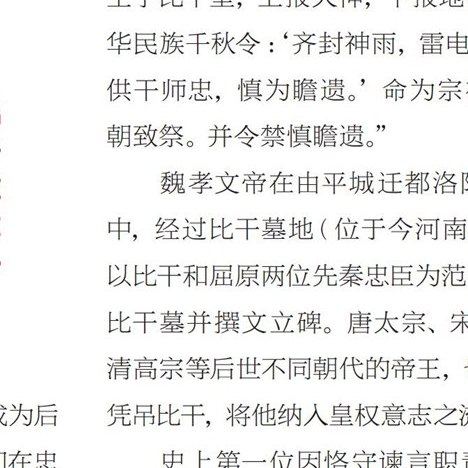 华民族千秋令：‘齐封神雨，雷电
供干师忠，慎为瞻遗。’命为宗
朝致祭。并令禁慎瞻遗。”
魏孝文帝在由平城迁都洛阳
中，经过比干墓地（位于今河南
以比干和屈原两位先秦忠臣为范
比干墓并撰文立碑。唐太宗、宋
清高宗等后世不同朝代的帝王，
凭吊比干，将他纳入皇权意志之
史上第一位因恪守谏言职责
成为后
在忠